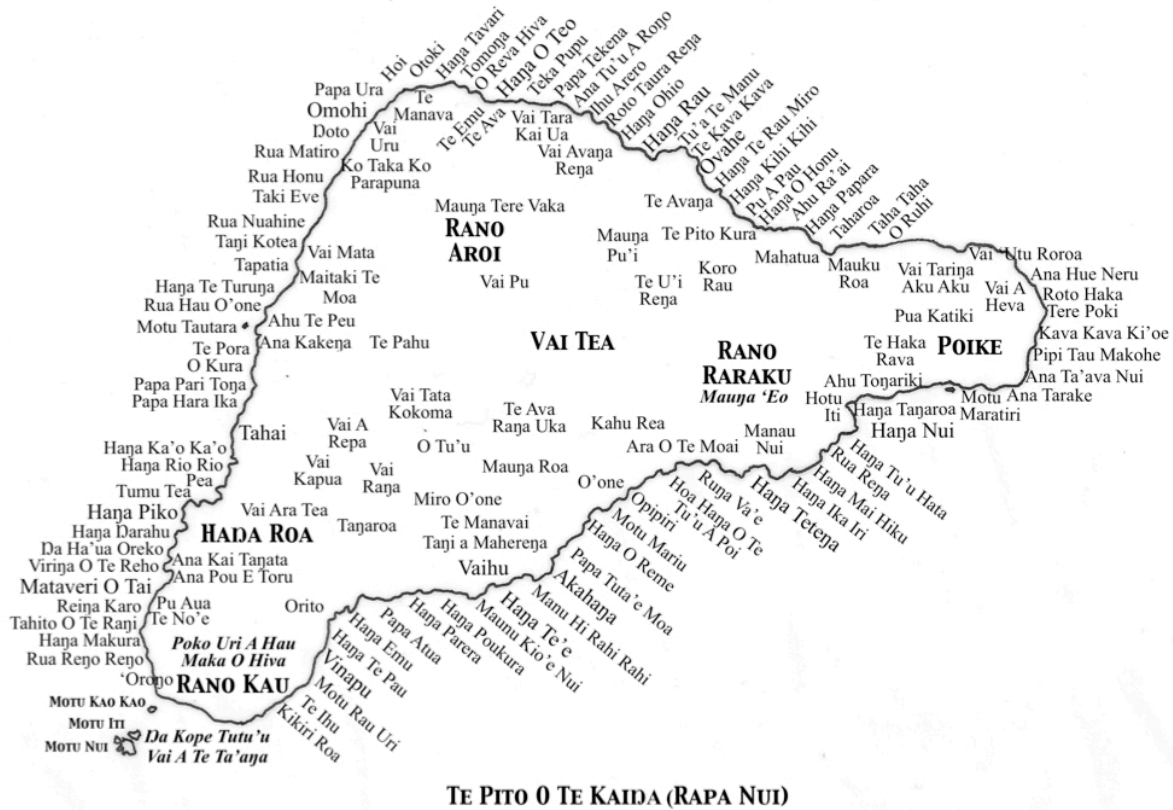 Hoi
Otoki
Haŋa Tavari
Tomoŋa
O Reva Hiva
Haŋa O Teo
Teka Pupu
Papa Tekena
Ana Tu'u A Roŋo
Ihu Arero
Roto Taura Reŋa
Haŋa Ohio
Haŋa Rau
Tu'a Te Manu
Te Kava Kava
Ovahe
Haŋa Te Rau Miro
Haŋa Kihi Kihi
Pu A Pau
Haŋa O Honu
Ahu Ra'ai
Haŋa Papara
Taharoa
Taha Taha
O Ruhi
Papa Ura
Omohi
Ŋoto
Rua Matiro
Rua Honu
Taki Eve
Rua Nuahine
Taŋi Kotea
Tapatia
Haŋa Te Turuŋa
Rua Hau O'one
Motu Tautara
Te Pora
O Kura
Papa Pari Toŋa
Papa Hara Ika
Te
Manava
Vai
Uru
Ko Taka Ko
Parapuna
Te Emu
Te Ava
Vai Tara
Kai Ua
Vai Avaŋa
Reŋa
Mauŋa Tere Vaka
RANO
AROI
Vai Pu
Te Avaŋa
Mauŋa
Pu'i
Te Pito Kura
Te U'i
Reŋa
Koro
Rau
Mahatua
Mauku
Roa
Vai Tariŋa
Aku Aku
Vai Utu Roroa
Vai A
Heva
Ana Hue Neru
Roto Haka
Tere Poki
Kava Kava Ki'oe
Pipi Tau Makohe
Ana Ta'ava Nui
Ana Tarake
Pua Katiki
Te Haka
Rava
POIKE
Vai Mata
Maitaki Te
Moa
Ahu Te Peu
Ana Kakeŋa
Te Pahu
VAI TEA
RANO
RARAKU
Mauŋa 'Eo
Ahu Toŋariki
Hotu
Iti
Motu
Maratiri
Haŋa Taŋaroa
Haŋa Nui
Vai Tata
Kokoma
Tahai
Vai A
Repa
Te Ava
Raŋa Uka
Kahu Rea
Ara O Te Moai
Manau
Nui
O Tu'u
Vai
Kapua
Vai
Raŋa
Mauŋa Roa
O'one
Miro O'one
Haŋa Ka'o Ka'o
Haŋa Rio Rio
Pea
Tumu Tea
Haŋa Piko
Haŋa Ŋarahu
Ŋa Ha'ua Oreko
Viriŋa O Te Reho
Mataveri O Tai
Reiŋa Karo
Tahito O Te Raŋi
Haŋa Makura
Rua Reŋo Reŋo
'Oroŋo
Vai Ara Tea
HAŊA ROA
Taŋaroa
Te Manavai
Taŋi a Mahereŋa
Vaihu
Ana Kai Taŋata
Ana Pou E Toru
Pu Aua
Te No'e
Orito
Poko Uri A Hau
Maka O Hiva
RANO KAU
Haŋa Tu'u Hata
Rua Reŋa
Haŋa Mai Hiku
Haŋa Ika Iri
Haŋa Teteŋa
Ruŋa Va'e
Hoa Haŋa O Te
Tu'u A Poi
Opipiri
Motu Mariu
Haŋa O Reme
Papa Tuta'e Moa
Akahaŋa
Manu Hi Rahi Rahi
Haŋa Te'e
Maunu Kio'e Nui
Haŋa Poukura
Haŋa Parera
Papa Atua
Haŋa Emu
Haŋa Te Pau
Vinapu
Motu Rau Uri
Te Ihu
Kikiri Roa
MOTU KAO KAO
MOTU ITI
MOTU NUI
Ŋa Kope Tutu'u
Vai A Te Ta'aŋa
TE PITO O TE KAIŊA (RAPA NUI)